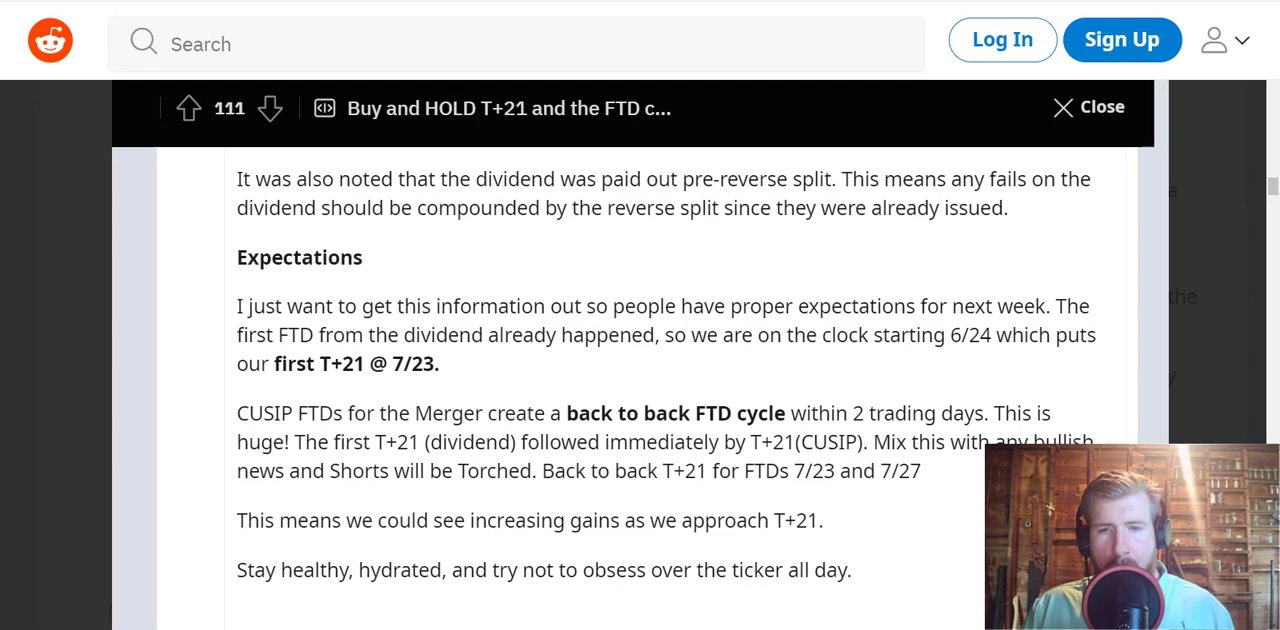 Search
Log In
Sign Up
111
Buy and HOLD T+21 and the FTD c...
Close
It was also noted that the dividend was paid out pre-reverse split. This means any fails on the
dividend should be compounded by the reverse split since they were already issued.
Expectations
I just want to get this information out so people have proper expectations for next week. The
first FTD from the dividend already happened, so we are on the clock starting 6/24 which puts
our first T+21 @ 7/23.
CUSIP FTDs for the Merger create a back to back FTD cycle within 2 trading days. This is
huge! The first T+21 (dividend) followed immediately by T+21(CUSIP). Mix this with any bullish
news and Shorts will be Torched. Back to back T+21 for FTDs 7/23 and 7/27
This means we could see increasing gains as we approach T+21.
Stay healthy, hydrated, and try not to obsess over the ticker all day.
a
the
y